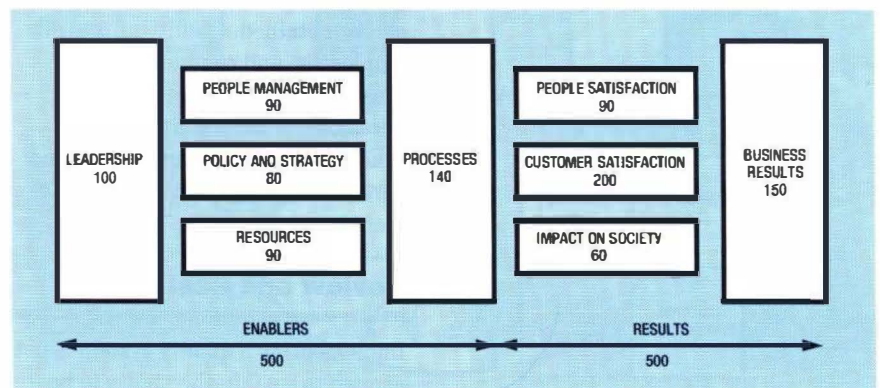 LEADERSHIP
100
PEOPLE MANAGEMENT
90
POLICY AND STRATEGY
80
RESOURCES
90
PROCESSES
140
PEOPLE SATISFACTION
90
CUSTOMER SATISFACTION
200
IMPACT ON SOCIETY
60
BUSINESS
RESULTS
150
ENABLERS
500
RESULTS
500